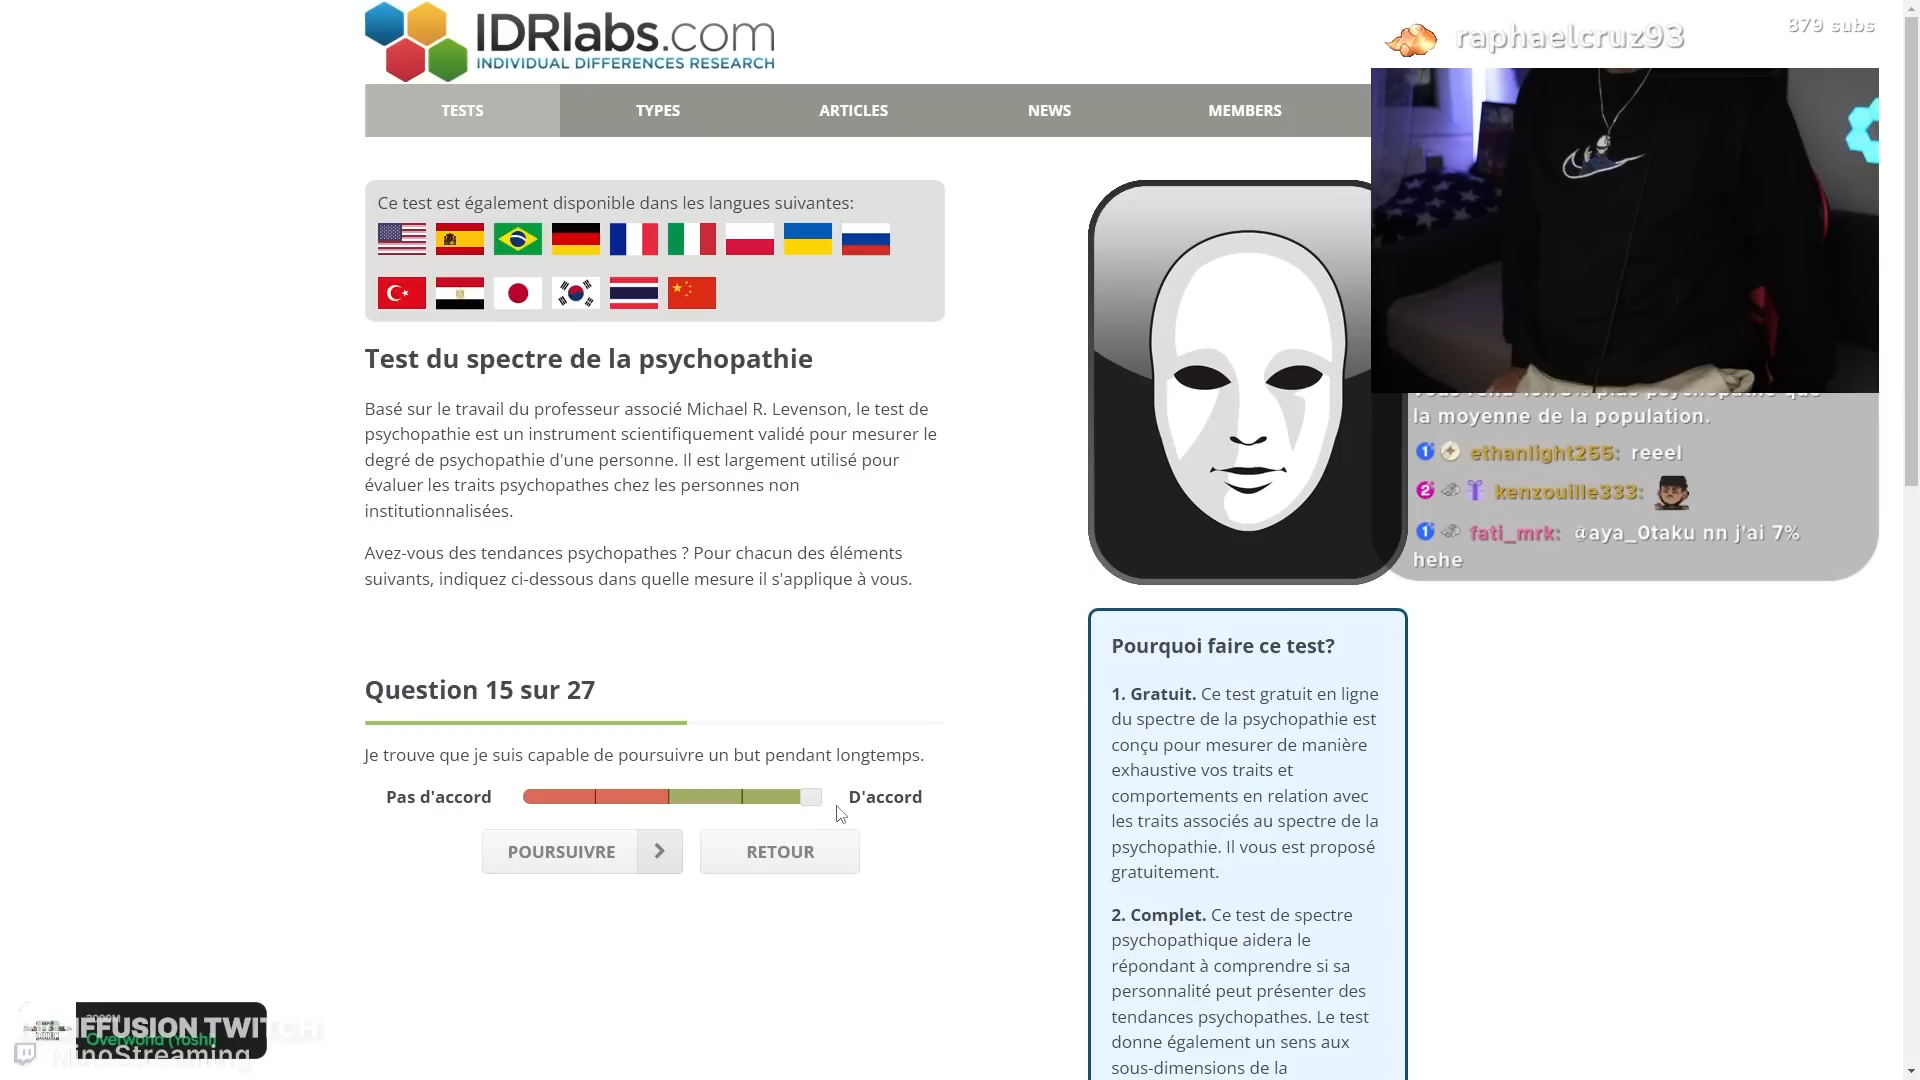 IDRlabs.com
INDIVIDUAL DIFFERENCES RESEARCH
TESTS
TYPES
ARTICLES
NEWS
MEMBERS
raphaelcruz93
879 subs
Ce test est également disponible dans les langues suivantes:
Test du spectre de la psychopathie
Basé sur le travail du professeur associé Michael R. Levenson, le test de
psychopathie est un instrument scientifiquement validé pour mesurer le
degré de psychopathie d'une personne. Il est largement utilisé pour
évaluer les traits psychopathes chez les personnes non
institutionnalisées.
Avez-vous des tendances psychopathes ? Pour chacun des éléments
suivants, indiquez ci-dessous dans quelle mesure il s'applique à vous.
Question 15 sur 27
Je trouve que je suis capable de poursuivre un but pendant longtemps.
Pas d'accord
D'accord
POURSUIVRE
RETOUR
plus psychopathe que
la moyenne de la population.
ethanlight255: reeel
kenzouille333:
fati_mrk: @aya_0taku nn j'ai 7%
hehe
Pourquoi faire ce test?
1. Gratuit. Ce test gratuit en ligne
du spectre de la psychopathie est
conçu pour mesurer de manière
exhaustive vos traits et
comportements en relation avec
les traits associés au spectre de la
psychopathie. Il vous est proposé
gratuitement.
2. Complet. Ce test de spectre
psychopathique aidera le
répondant à comprendre si sa
personnalité peut présenter des
tendances psychopathes. Le test
donne également un sens aux
sous-dimensions de la
IFFUSION TWITCH
Overworld (Yoshi
NinoStreaming